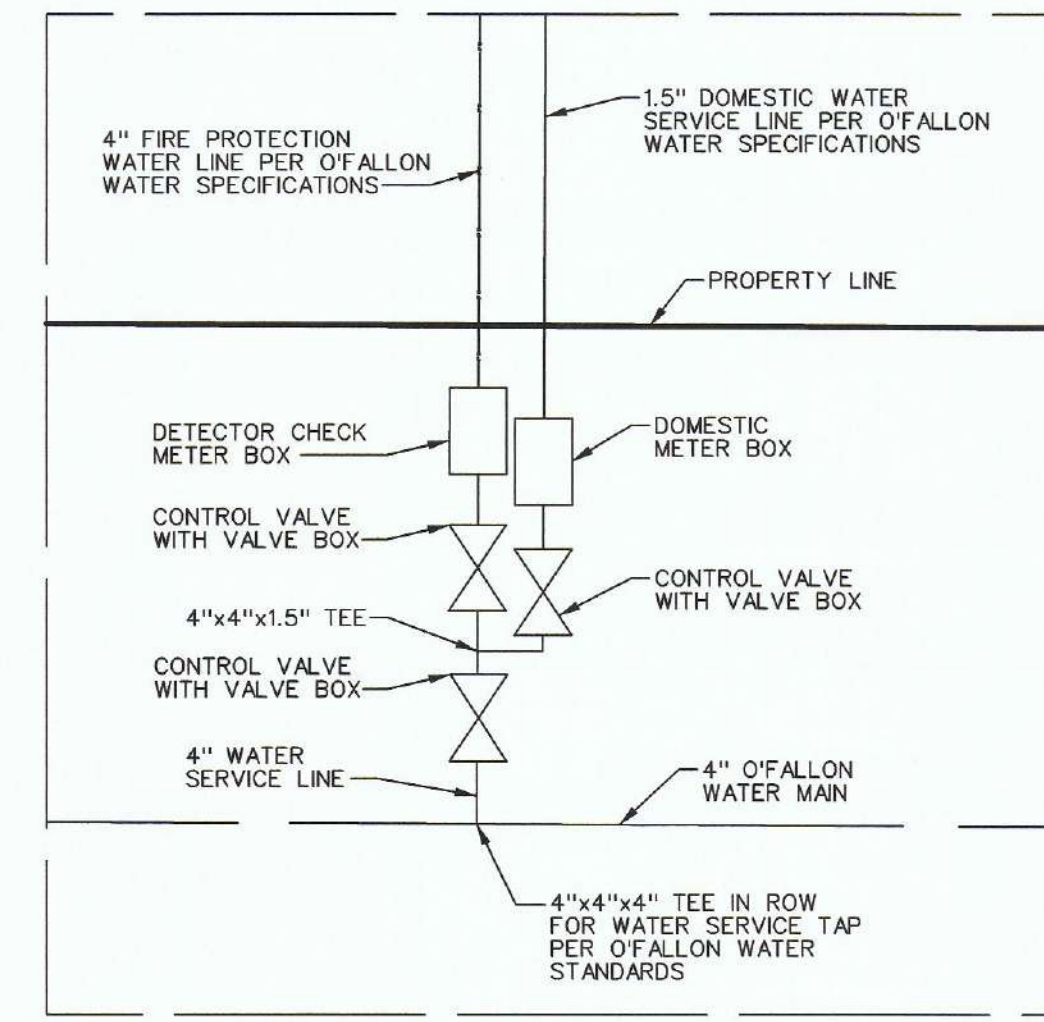 4" FIRE PROTECTION
WATER LINE PER O'FALLON
WATER SPECIFICATIONS
1.5" DOMESTIC WATER
SERVICE LINE PER O'FALLON
WATER SPECIFICATIONS
PROPERTY LINE
DETECTOR CHECK
METER BOX
DOMESTIC
METER BOX
CONTROL VALVE
WITH VALVE BOX
CONTROL VALVE
WITH VALVE BOX
4"x4"x1.5" TEE
CONTROL VALVE
WITH VALVE BOX
4" WATER
SERVICE LINE
4" O'FALLON
WATER MAIN
4"x4"x4" TEE IN ROW
FOR WATER SERVICE TAP
PER O'FALLON WATER
STANDARDS